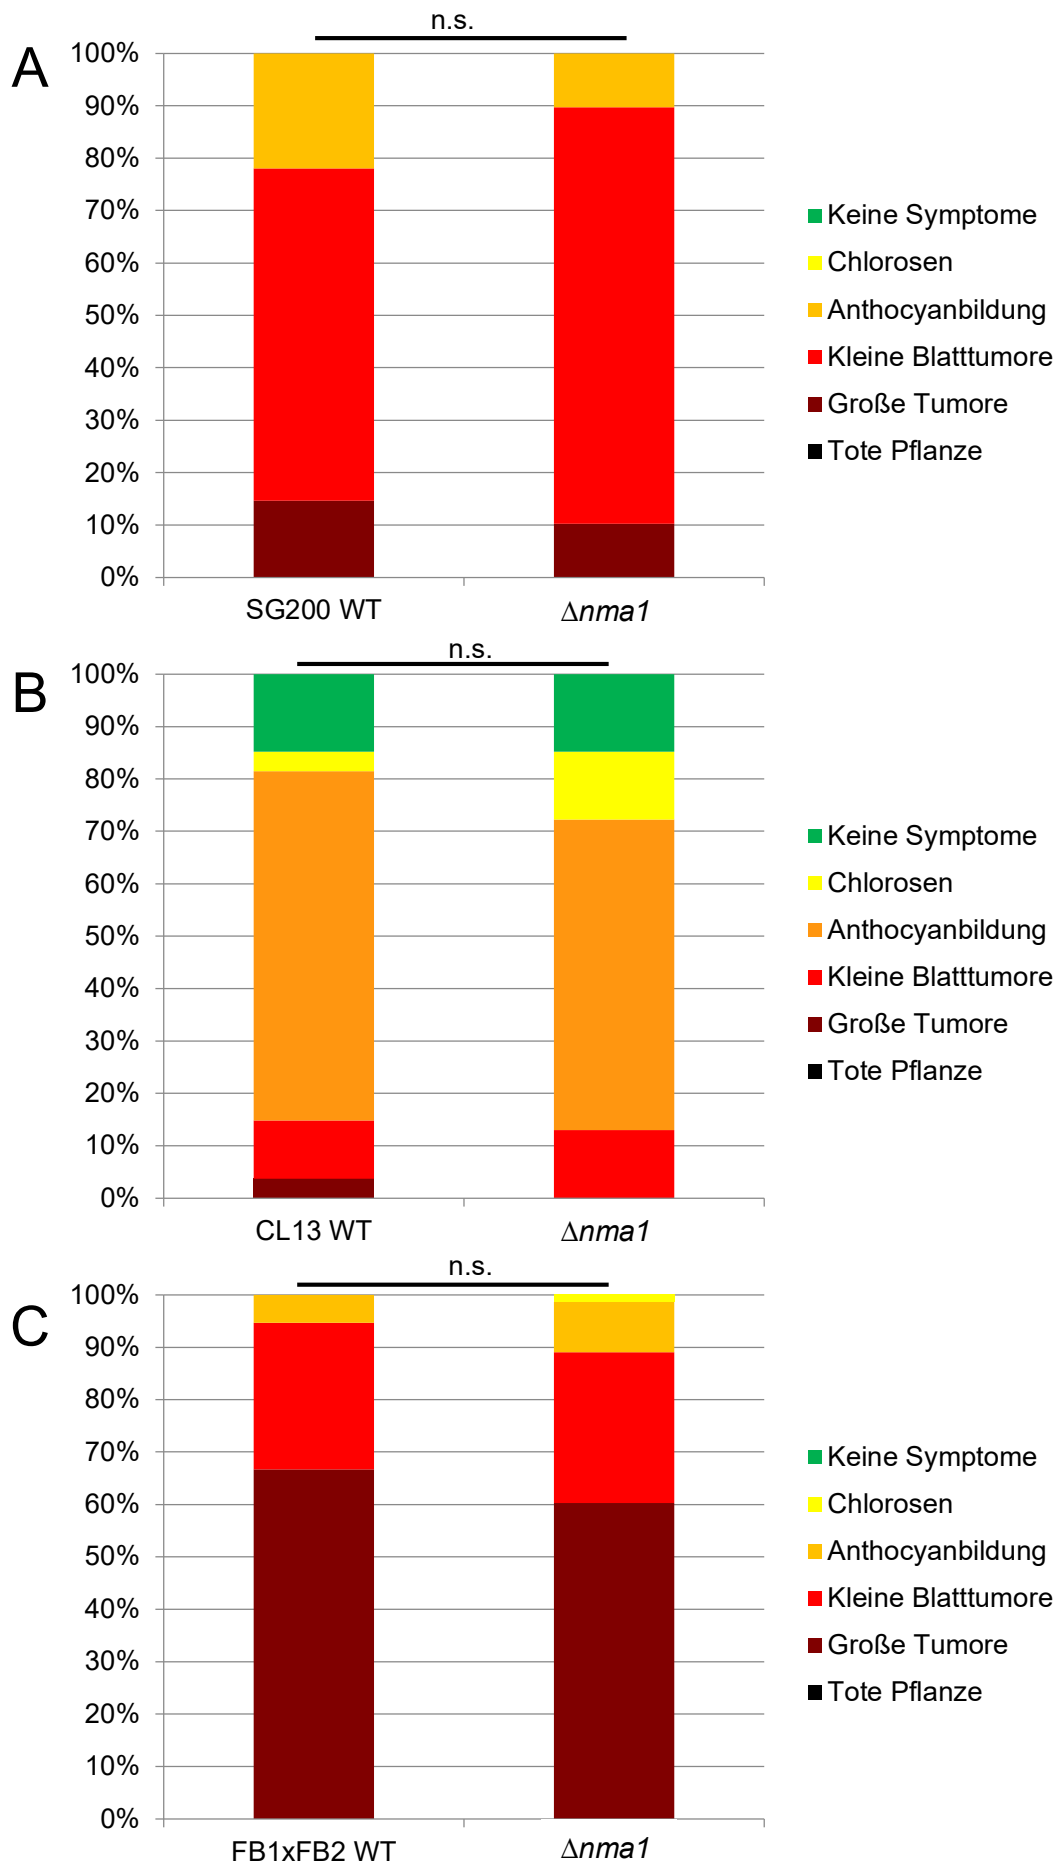 n.s.
A
100%
90%
80%
70%
60%
50%
40%
30%
20%
10%
0%
SG200 WT
Δnma1
Keine Symptome
Chlorosen
Anthocyanbildung
Kleine Blatttumore
Große Tumore
Tote Pflanze
n.s.
B
100%
90%
80%
70%
60%
50%
40%
30%
20%
10%
0%
CL13 WT
Δnma1
Keine Symptome
Chlorosen
Anthocyanbildung
Kleine Blatttumore
Große Tumore
Tote Pflanze
n.s.
C
100%
90%
80%
70%
60%
50%
40%
30%
20%
10%
0%
FB1xFB2 WT
Δnma1
Keine Symptome
Chlorosen
Anthocyanbildung
Kleine Blatttumore
Große Tumore
Tote Pflanze